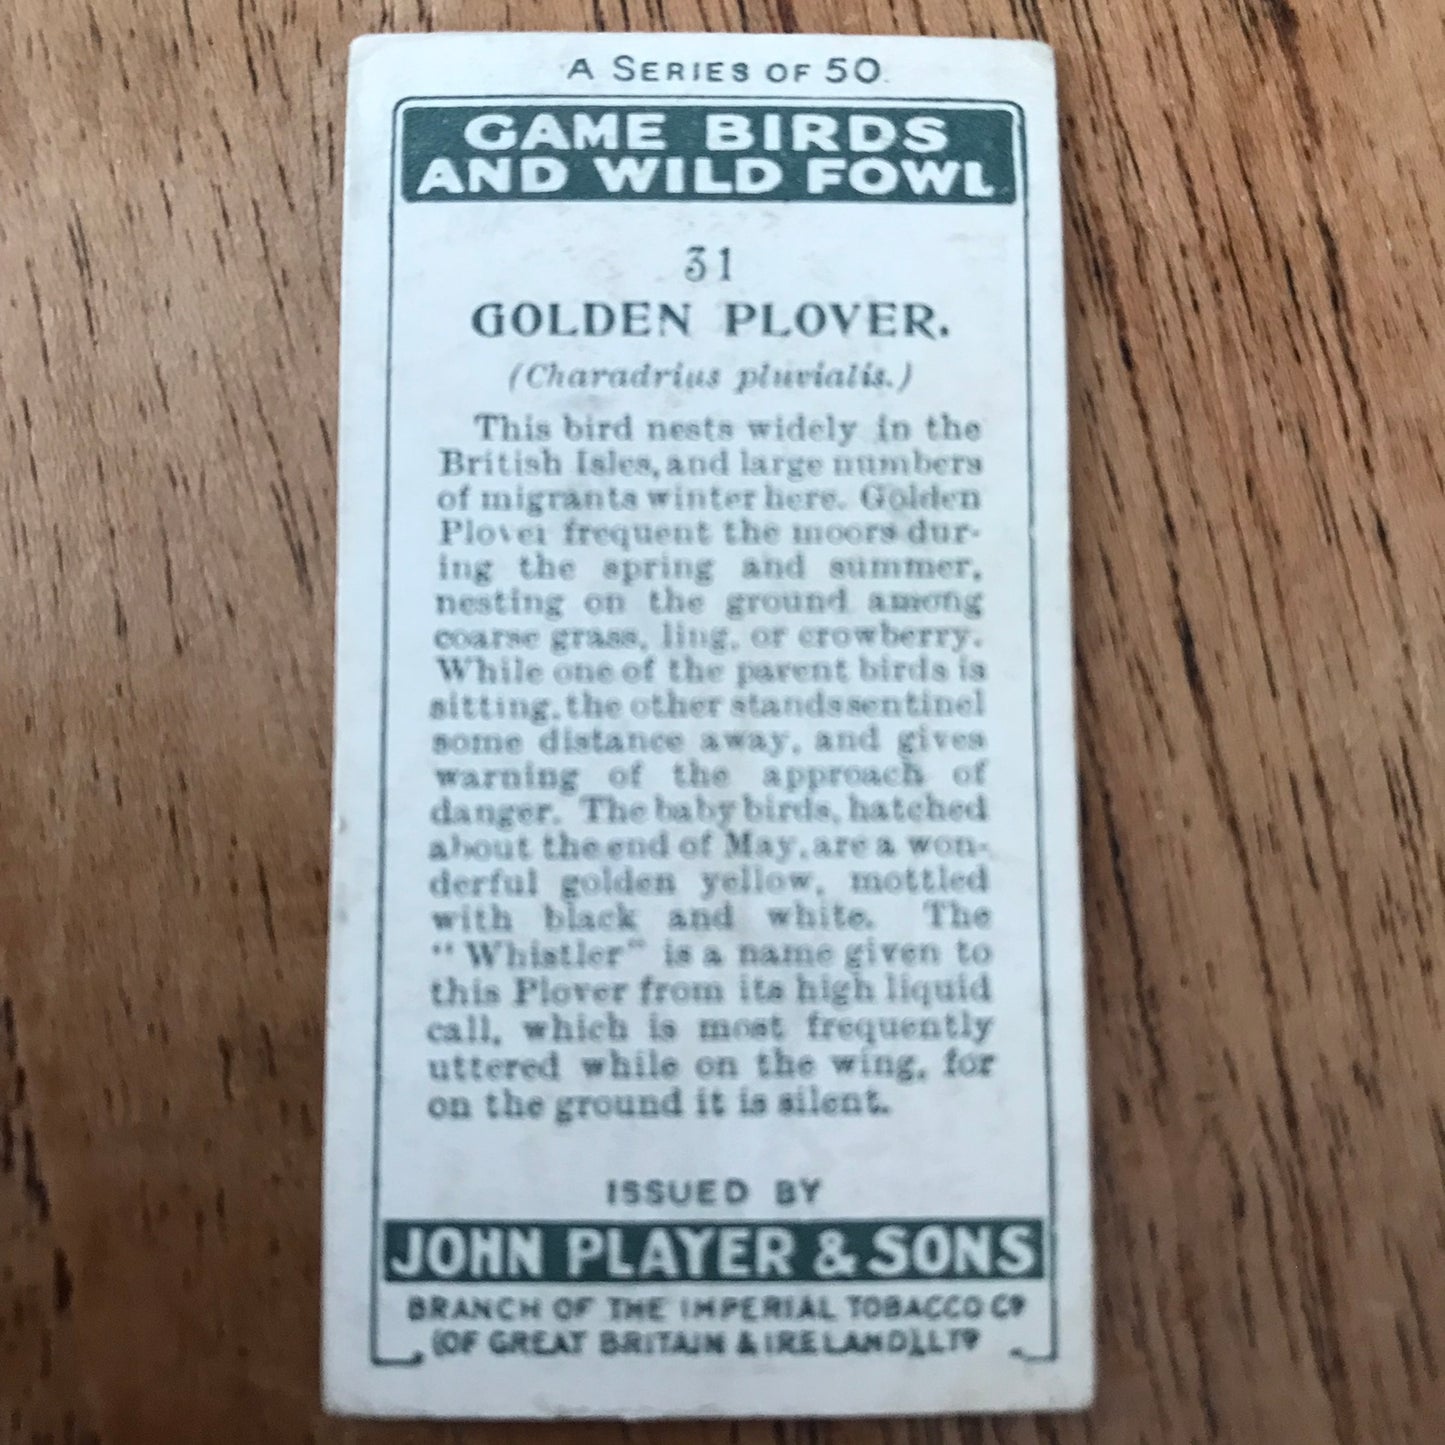 A SERIES OF 50.
GAME BIRDS
AND WILD FOWL
31
GOLDEN PLOVER.
(Charadrius pluvialis.)
This bird nests widely in the
British Isles, and large numbers
of migrants winter here. Golden
Plover frequent the moors dur-
ing the spring and summer,
nesting on the ground among
coarse grass, ling, or crowberry.
While one of the parent birds is
sitting, the other stands sentinel
some distance away, and gives
warning of the approach of
danger. The baby birds, hatched
about the end of May, are a won-
derful golden yellow, mottled
with black and white. The
"Whistler" is a name given to
this Plover from its high liquid
call, which is most frequently
uttered while on the wing, for
on the ground it is silent.
ISSUED BY
JOHN PLAYER & SONS
BRANCH OF THE IMPERIAL TOBACCO Cº
(OF GREAT BRITAIN & IRELAND), LTD